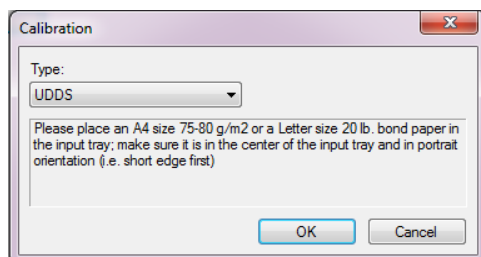 Calibration
Type:
UDDS
Please place an A4 size 75-80 g/m2 or a Letter size 20 lb. bond paper in
the input tray; make sure it is in the center of the input tray and in portrait
orientation (i.e. short edge first)
OK
Cancel